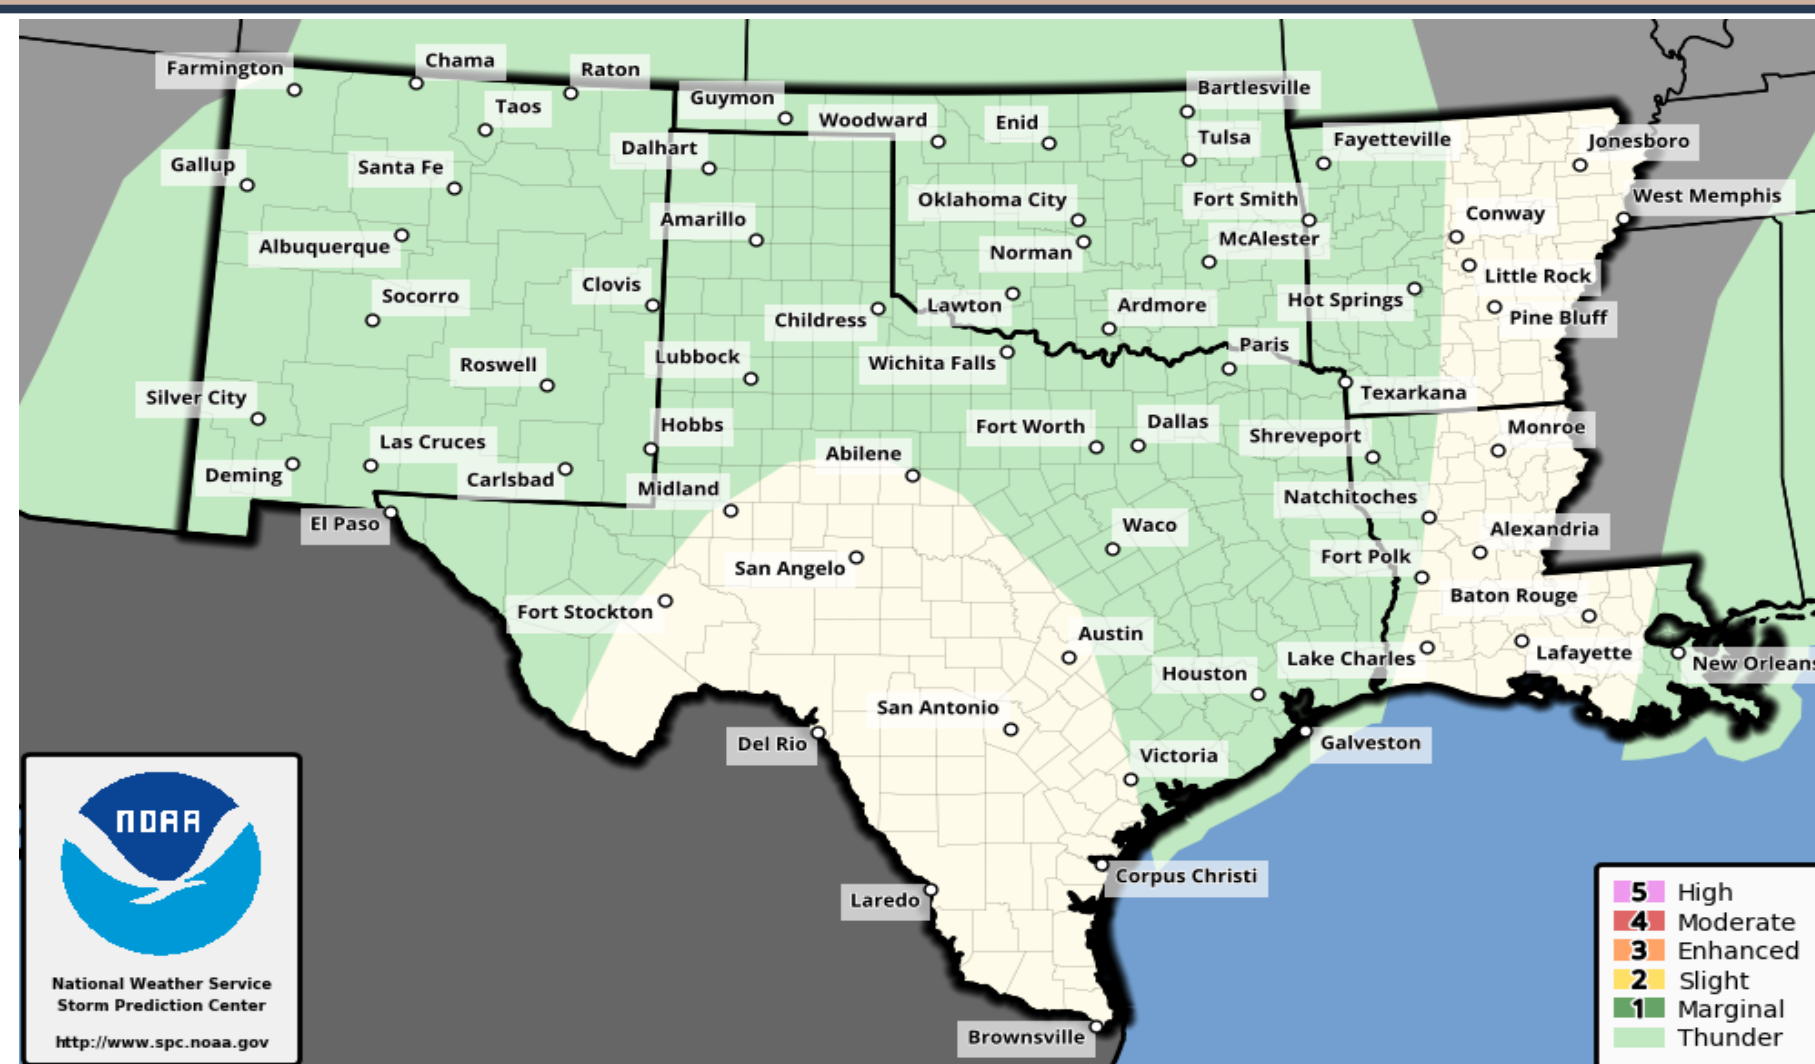 Farmington
Chama
Raton
Taos
Guymon
Woodward
Enid
Bartlesville
Tulsa
Fayetteville
Jonesboro
Gallup
Santa Fe
Dalhart
Oklahoma City
Fort Smith
Conway
West Memphis
Albuquerque
Amarillo
Norman
McAlester
Little Rock
Socorro
Clovis
Childress
Lawton
Ardmore
Hot Springs
Pine Bluff
Roswell
Lubbock
Wichita Falls
Paris
Texarkana
Silver City
Hobbs
Fort Worth
Dallas
Shreveport
Monroe
Las Cruces
Deming
Carlsbad
Midland
Abilene
Natchitoches
El Paso
Waco
Alexandria
San Angelo
Fort Polk
Fort Stockton
Baton Rouge
Austin
Lake Charles
Lafayette
New Orleans
Houston
San Antonio
Del Rio
Victoria
Galveston
Laredo
Corpus Christi
Brownsville
NOAA
National Weather Service
Storm Prediction Center
http://www.spc.noaa.gov
5 High
4 Moderate
3 Enhanced
2 Slight
1 Marginal
Thunder